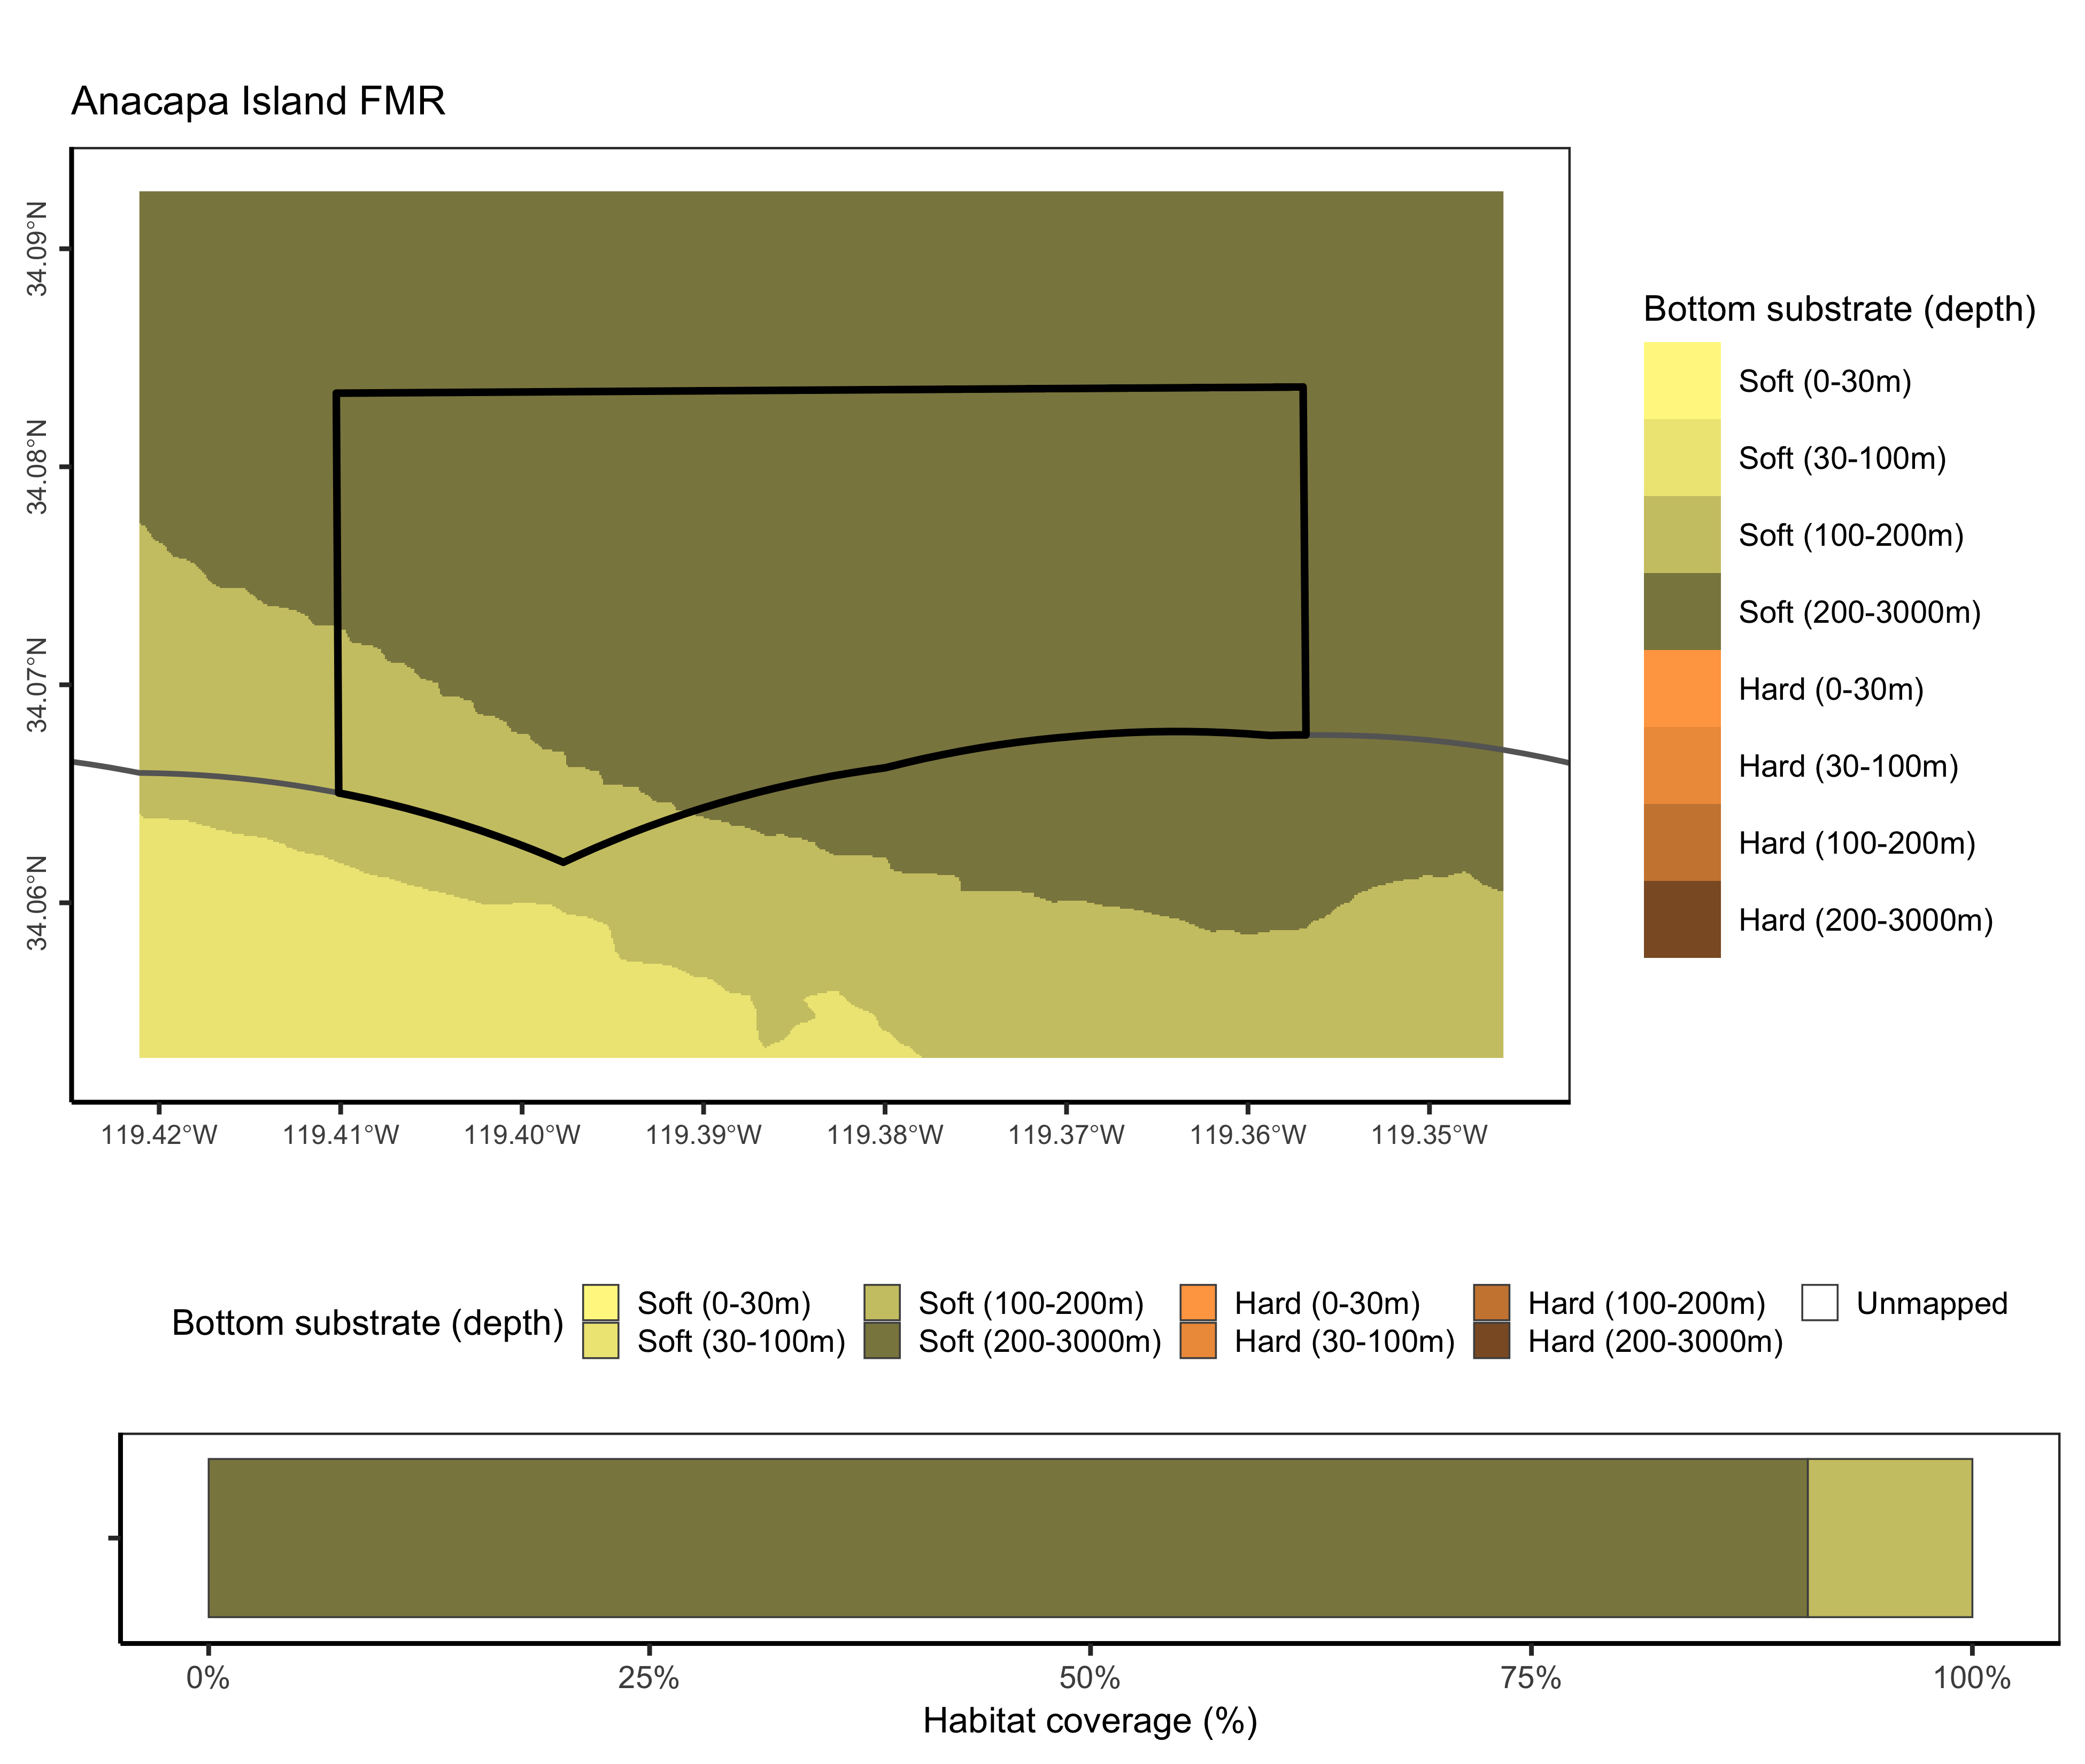 Anacapa Island FMR
34.09°N
34.08°N
34.07°N
34.06°N
119.42°W 119.41°W 119.40°W 119.39°W 119.38°W 119.37°W 119.36°W 119.35°W
Bottom substrate (depth)
Soft (0-30m)
Soft (30-100m)
Soft (100-200m)
Soft (200-3000m)
Hard (0-30m)
Hard (30-100m)
Hard (100-200m)
Hard (200-3000m)
Bottom substrate (depth)
Soft (0-30m) Soft (100-200m) Hard (0-30m) Hard (100-200m) Unmapped
Soft (30-100m) Soft (200-3000m) Hard (30-100m) Hard (200-3000m)
0% 25% 50% 75% 100%
Habitat coverage (%)